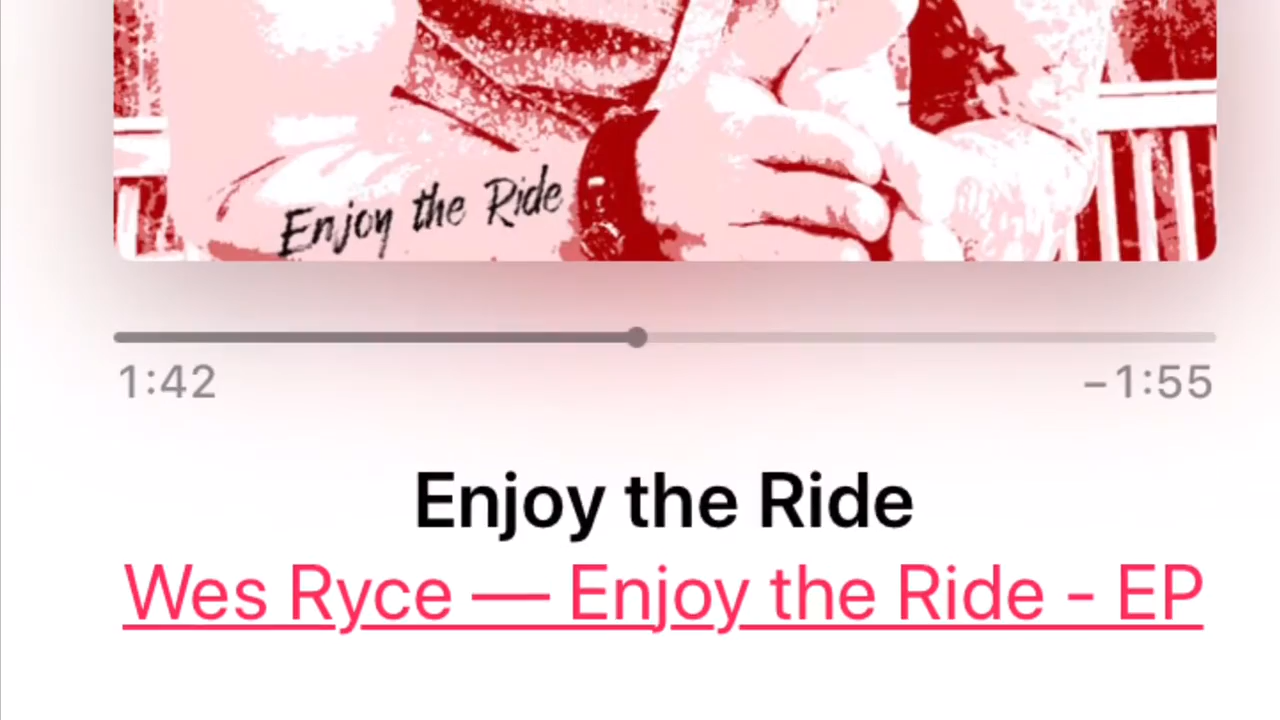 Enjoy the Ride
1:42
−1:55
Enjoy the Ride
Wes Ryce — Enjoy the Ride - EP